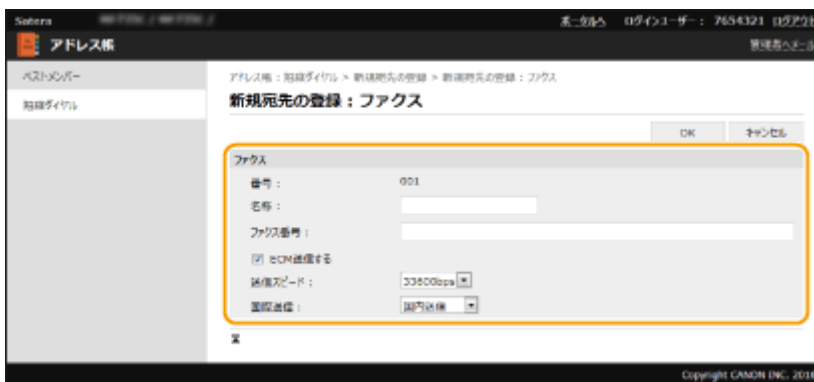 Satera
ポータルへ ログインユーザー： 7654321 ログアウト
アドレス帳
管理者へメール
ベストメンバー
短縮ダイヤル
アドレス帳：短縮ダイヤル > 新規宛先の登録 > 新規宛先の登録：ファクス
新規宛先の登録：ファクス
OK キャンセル
ファクス
番号： 001
名称：
ファクス番号：
ECM送信する
送信スピード： 33600bps
国際送信： 国内送信
Copyright CANON INC. 2016